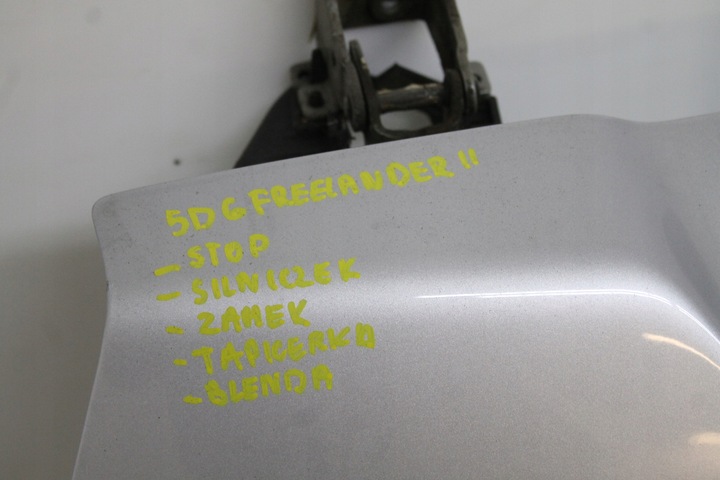 5DG FREELANDER II
- STOP
- SILNICZEK
- ZAMEK
- TAPICERKA
- BLENDA